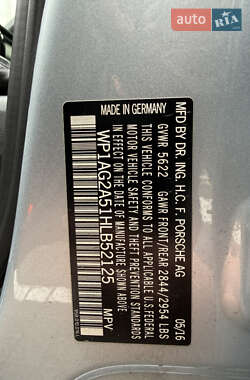 AUTO.RIA
MFD BY DR. ING. H.C. F. PORSCHE AG
05/16
GVWR 5622 GAWR FRONT/REAR 2844/2954 LBS
THIS VEHICLE CONFORMS TO ALL APPLICABLE U.S. FEDERAL
MOTOR VEHICLE SAFETY AND THEFT PREVENTION STANDARDS
IN EFFECT ON THE DATE OF MANUFACTURE SHOWN ABOVE
WP1AG2A51HLB52125 MPV
MADE IN GERMANY